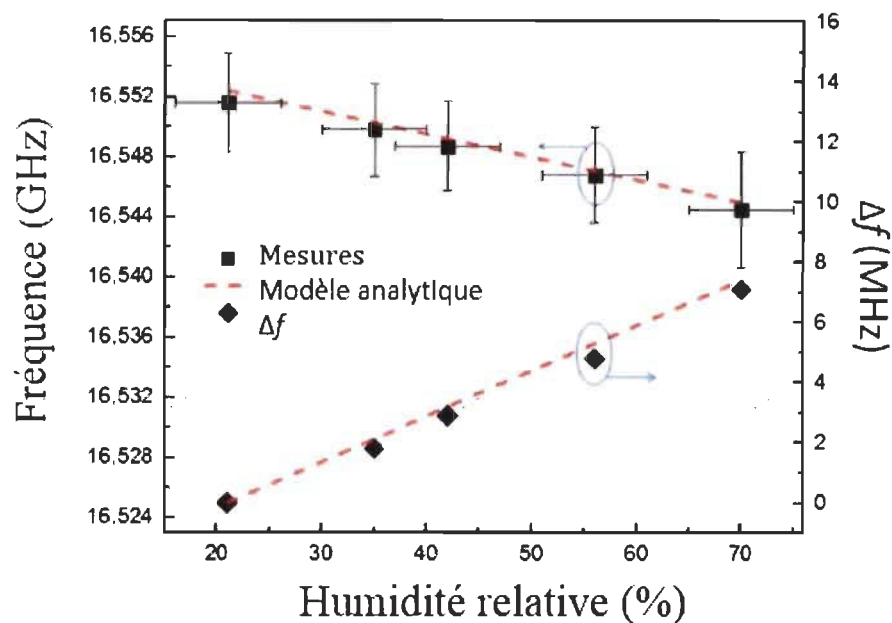 Fréquence (GHz)
16,556
16,552
16,548
16,544
16,540
16,536
16,532
16,528
16,524
Mesures
Modèle analytique
Δf
16
14
12
10
8
6
4
2
0
Δf (MHz)
20 30 40 50 60 70
Humidité relative (%)